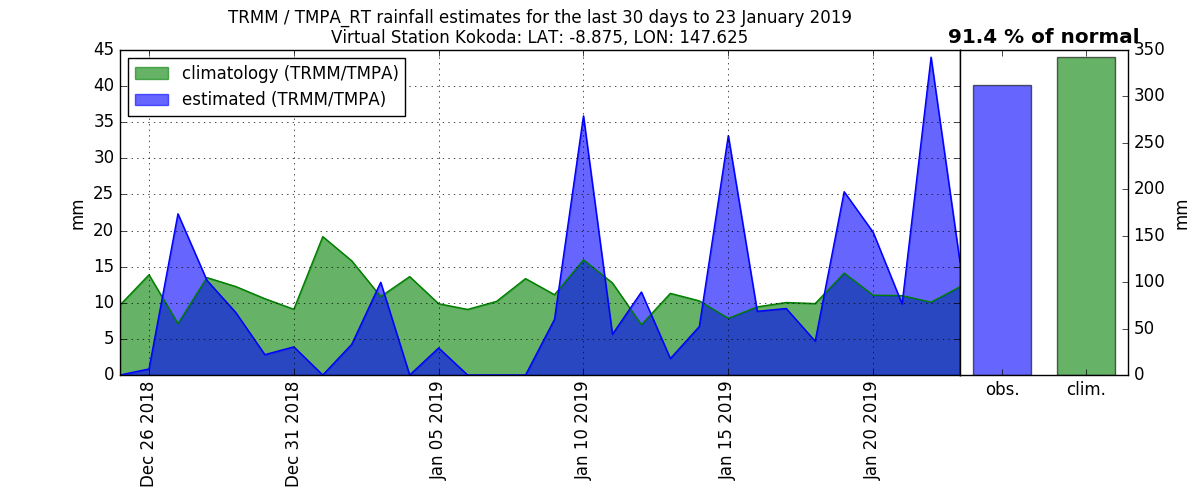 TRMM / TMPA_RT rainfall estimates for the last 30 days to 23 January 2019
Virtual Station Kokoda: LAT: -8.875, LON: 147.625
91.4 % of normal
climatology (TRMM/TMPA)
estimated (TRMM/TMPA)
mm
45
40
35
30
25
20
15
10
5
0
Dec 26 2018
Dec 31 2018
Jan 05 2019
Jan 10 2019
Jan 15 2019
Jan 20 2019
350
300
250
200
150
100
50
0
mm
obs.
clim.